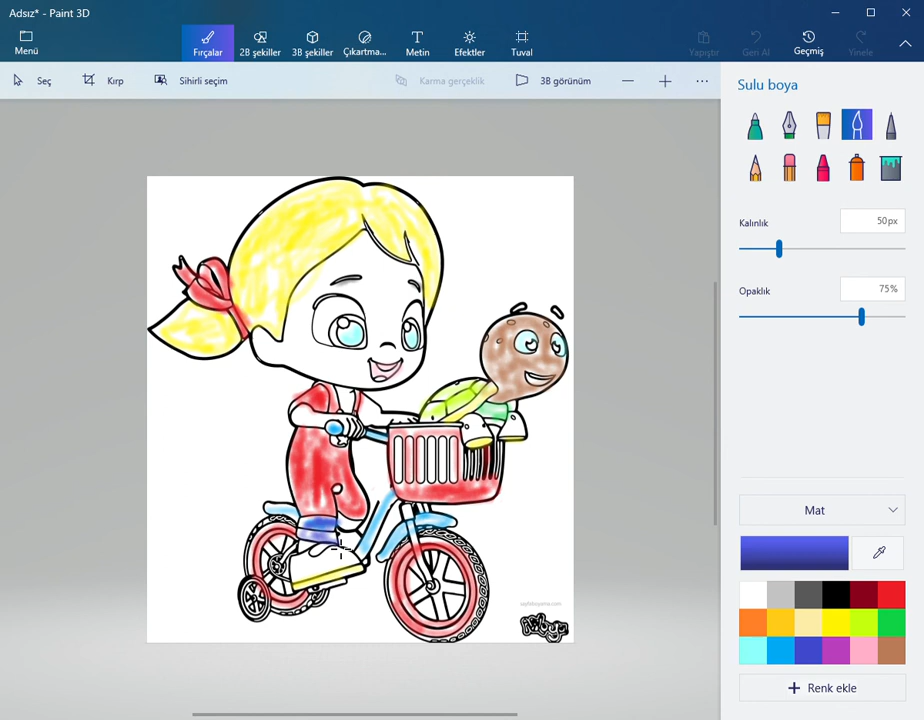 Adsız* - Paint 3D
Menü
Fırçalar
2B şekiller
3B şekiller
Çıkartma...
Metin
Efektler
Tuval
Yapıştır
Geri Al
Geçmiş
Yinele
Seç
Kırp
Sihirli seçim
Karma gerçeklik
3B görünüm
Sulu boya
Kalınlık
50px
Opaklık
75%
Mat
Renk ekle